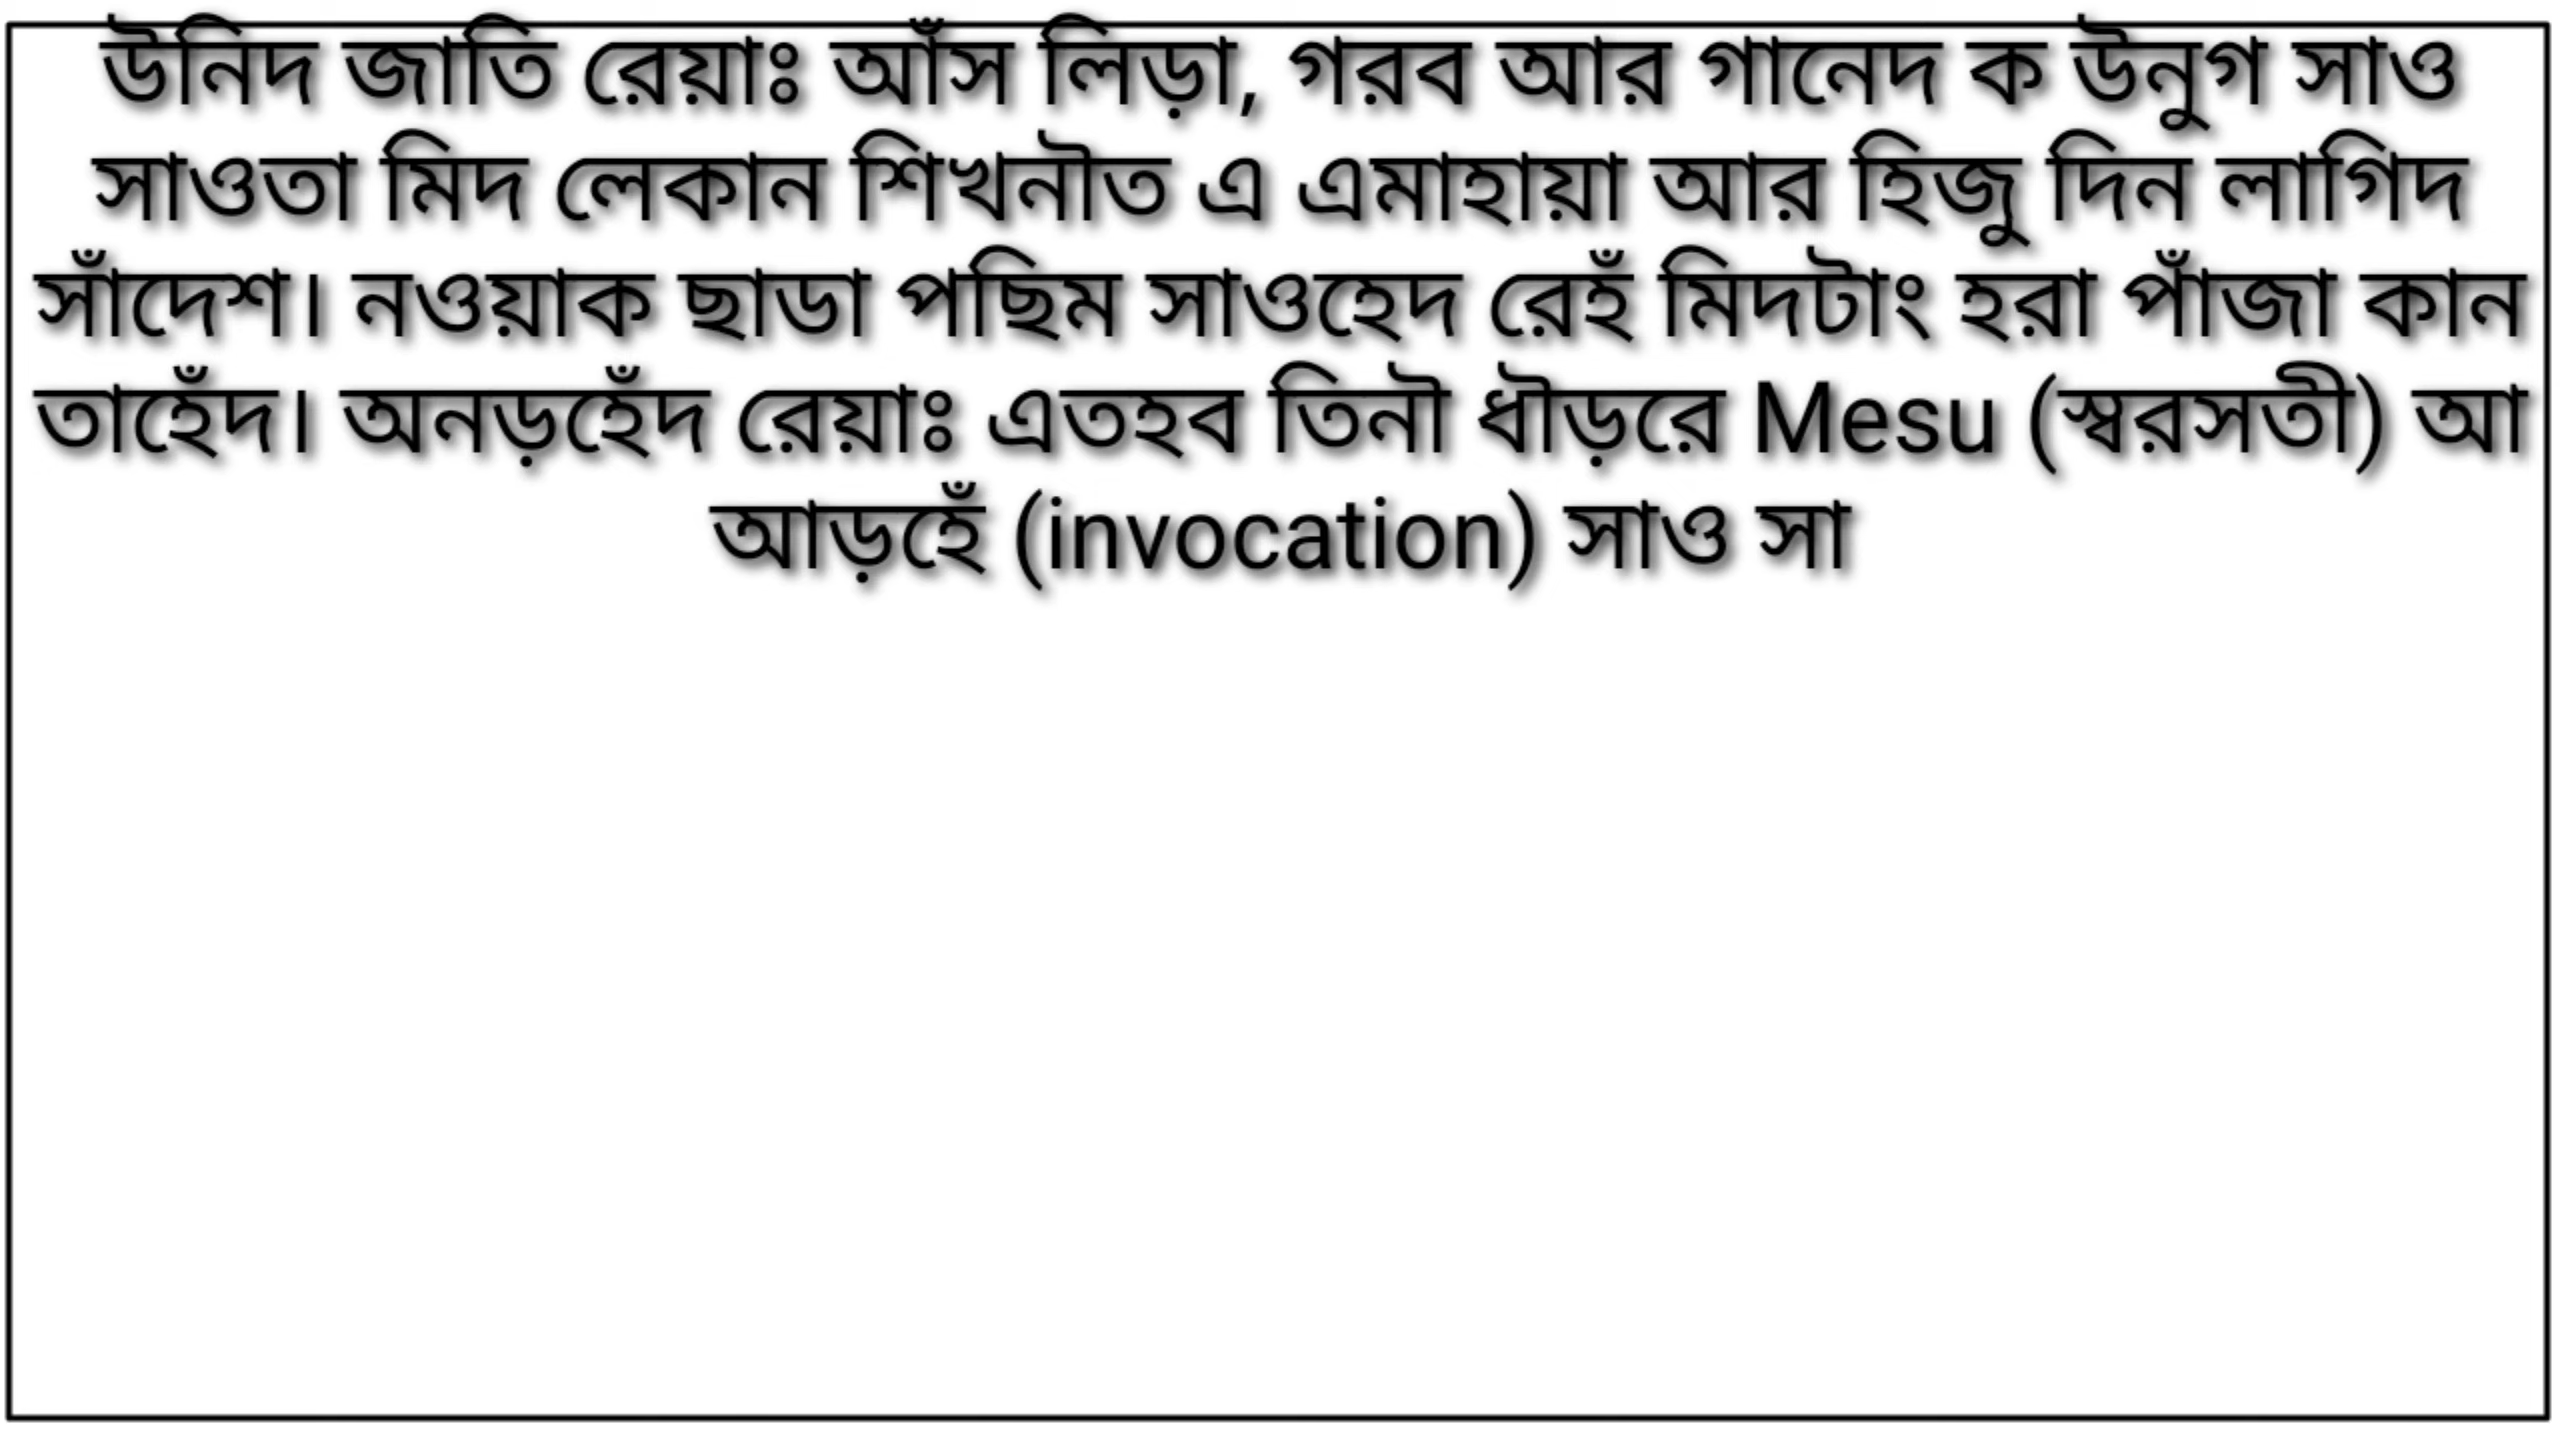 উনিদ জাতি রেয়াঃ আঁস লিড়া, গরব আর গানেদ ক উনুগ সাও
সাওতা মিদ লেকান শিখনীত এ এমাহায়া আর হিজু দিন লাগিদ
সাঁদেশ। নওয়াক ছাডা পছিম সাওহেদ রেহঁ মিদটাং হরা পাঁজা কান
তাহেঁদ। অনড়হেঁদ রেয়াঃ এতহব তিনী ধীড়রে Mesu (স্বরসতী) আ
আড়হেঁ (invocation) সাও সা